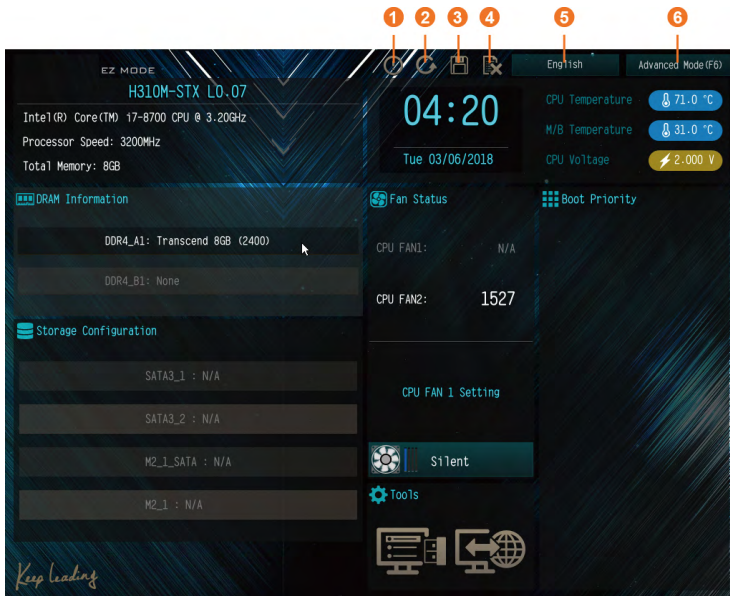 1 2 3 4 5 6
EZ MODE
English
Advanced Mode(F6)
H310M-STX L0.07
Intel(R) Core(TM) i7-8700 CPU @ 3.20GHz
Processor Speed: 3200MHz
Total Memory: 8GB
04:20
Tue 03/06/2018
CPU Temperature 71.0 °C
M/B Temperature 31.0 °C
CPU Voltage 2.000 V
DRAM Information
DDR4_A1: Transcend 8GB (2400)
DDR4_B1: None
Storage Configuration
SATA3_1 : N/A
SATA3_2 : N/A
M2_1_SATA : N/A
M2_1 : N/A
Keep Leading
Fan Status
CPU FAN1: N/A
CPU FAN2: 1527
CPU FAN 1 Setting
Silent
Tools
Boot Priority